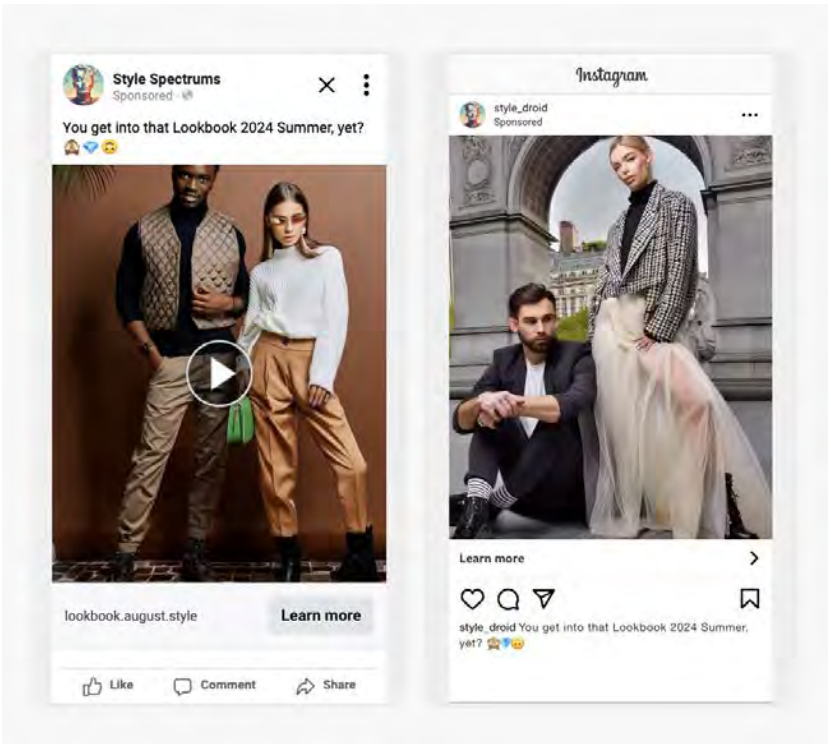 Style Spectrums
Sponsored ·
You get into that Lookbook 2024 Summer, yet?
🙈💎🙃
lookbook.august.style
Learn more
Like
Comment
Share
Instagram
style_droid
Sponsored
Learn more
style_droid You get into that Lookbook 2024 Summer,
yet? 🙈💎🙃